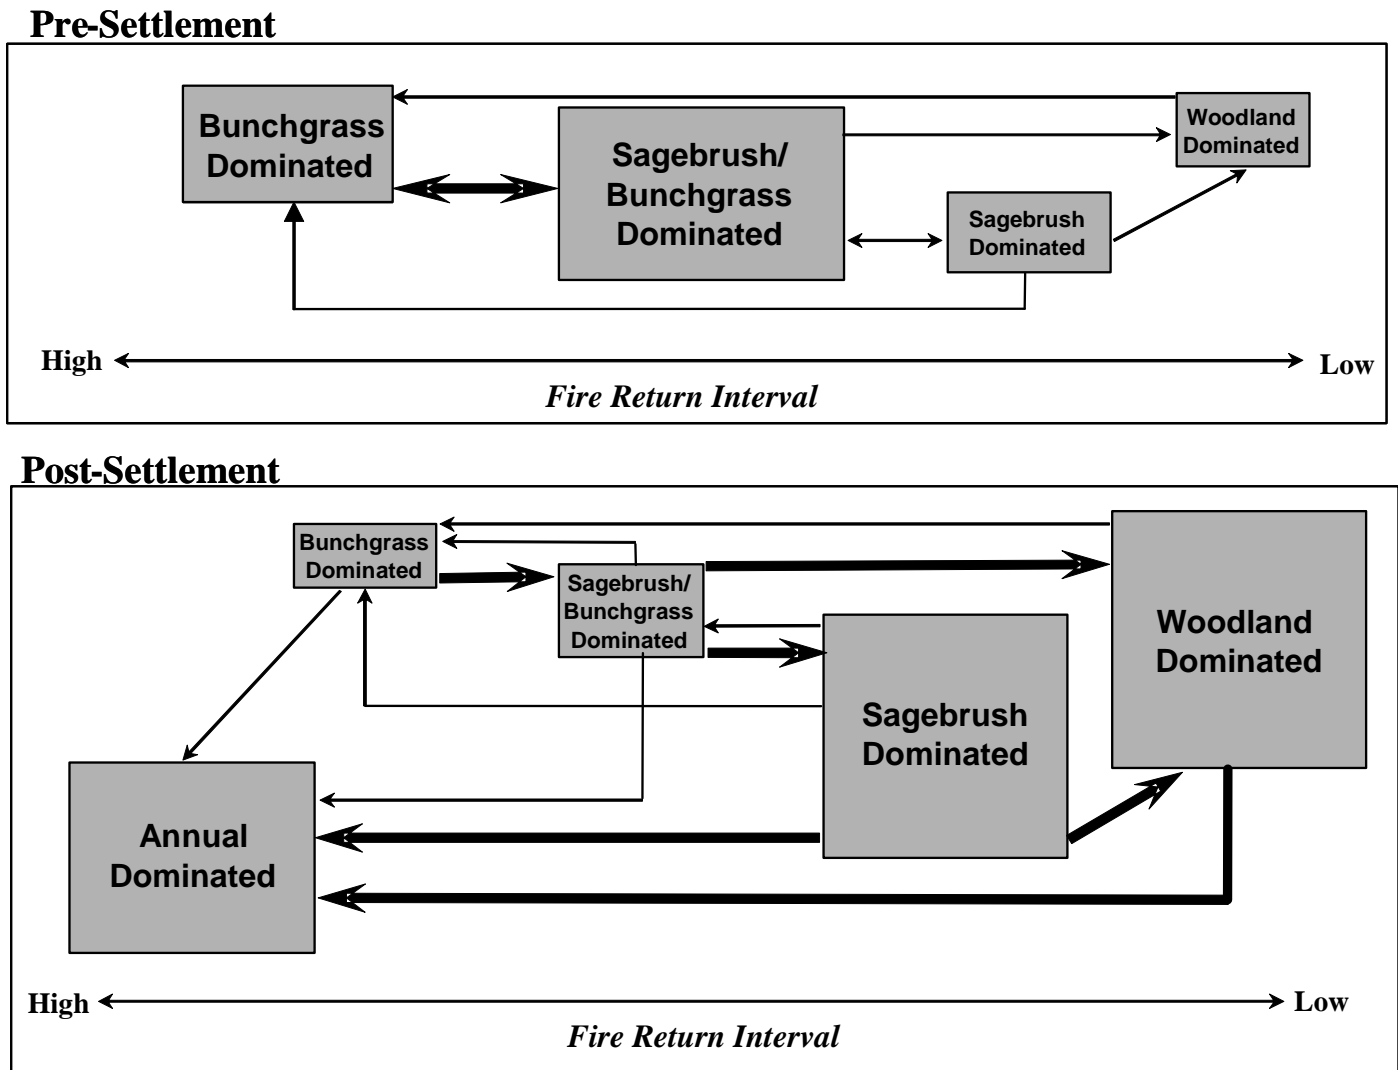 Pre-Settlement
Bunchgrass
Dominated
Sagebrush/
Bunchgrass
Dominated
Woodland
Dominated
Sagebrush
Dominated
High
Low
Fire Return Interval
Post-Settlement
Bunchgrass
Dominated
Sagebrush/
Bunchgrass
Dominated
Woodland
Dominated
Sagebrush
Dominated
Annual
Dominated
High
Low
Fire Return Interval